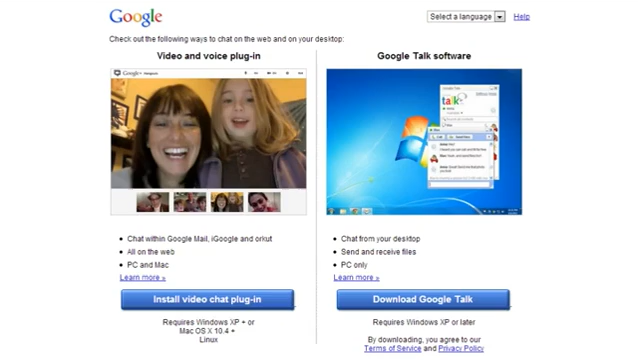 Google
Select a language
Help
Check out the following ways to chat on the web and on your desktop:
Video and voice plug-in
Google+
Chat within Google Mail, iGoogle and orkut
All on the web
PC and Mac
Learn more »
Install video chat plug-in
Requires Windows XP + or
Mac OS X 10.4 +
Linux
Google Talk software
talk
Chat from your desktop
Send and receive files
PC only
Learn more »
Download Google Talk
Requires Windows XP or later
By downloading, you agree to our
Terms of Service and Privacy Policy